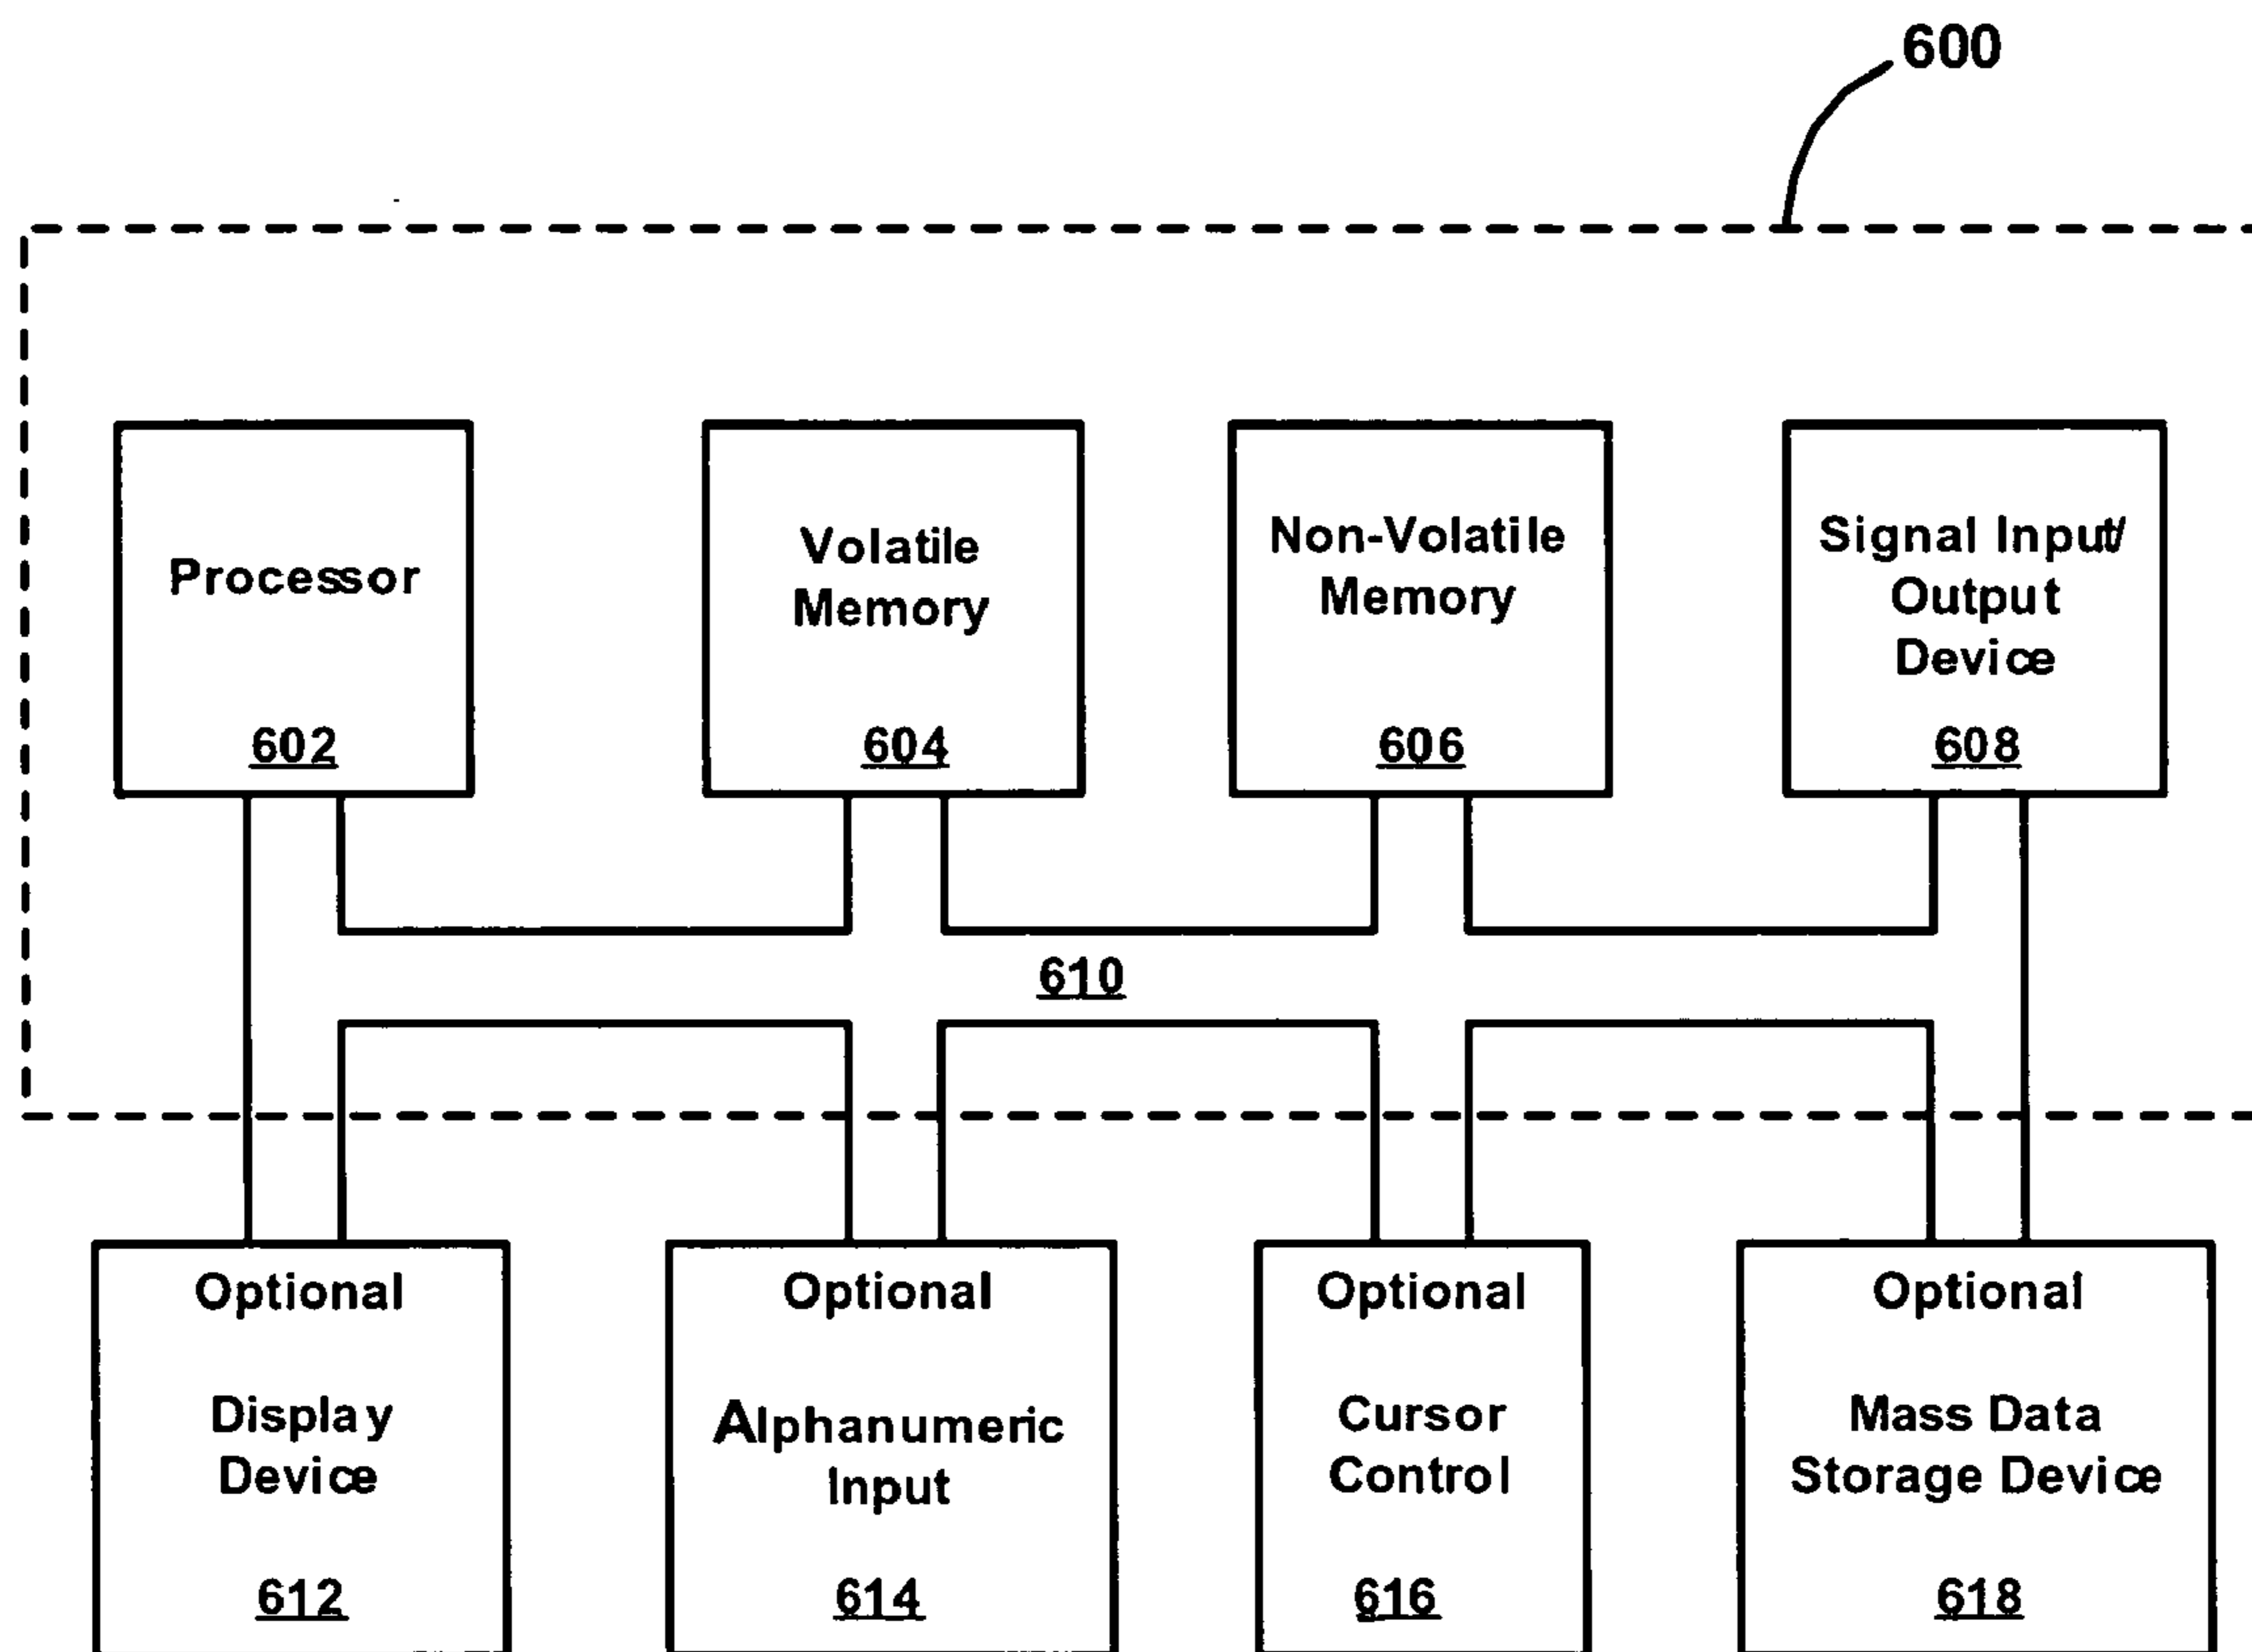 600
Processor
602
Volatile
Memory
604
Non-Volatile
Memory
606
Signal Input/
Output
Device
608
610
Optional
Display
Device
612
Optional
Alphanumeric
Input
614
Optional
Cursor
Control
616
Optional
Mass Data
Storage Device
618